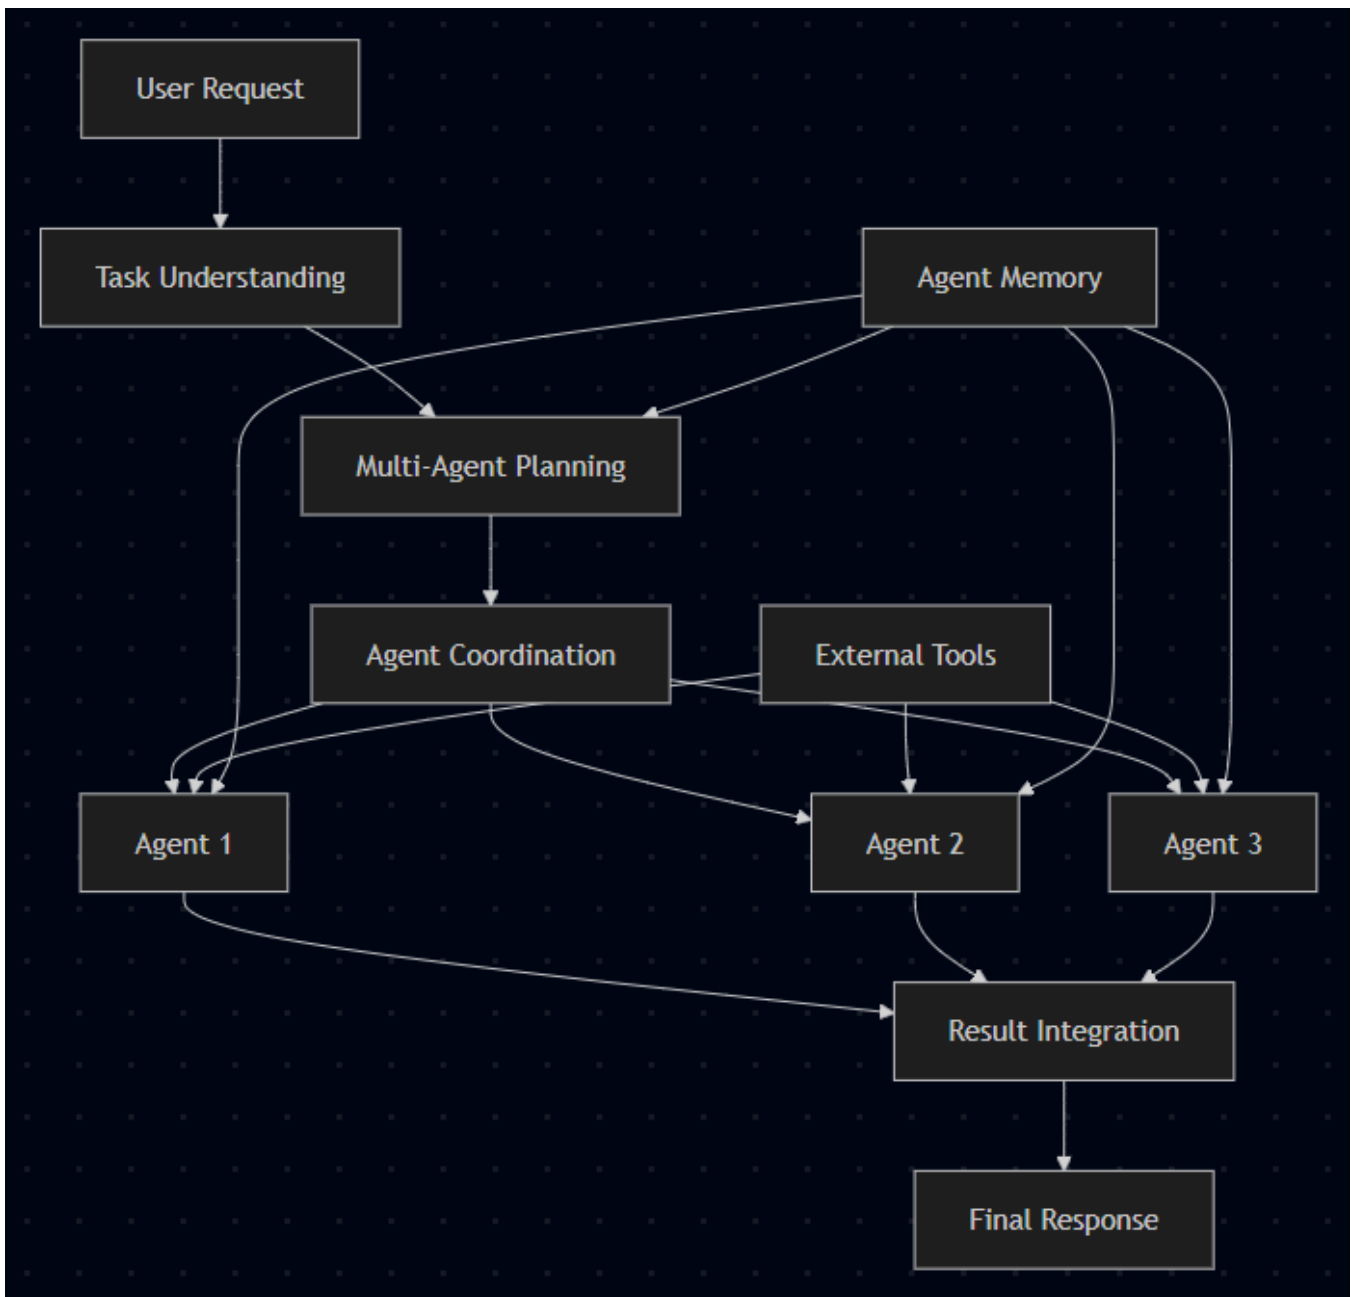 User Request
Task Understanding
Agent Memory
Multi-Agent Planning
Agent Coordination
External Tools
Agent 1
Agent 2
Agent 3
Result Integration
Final Response